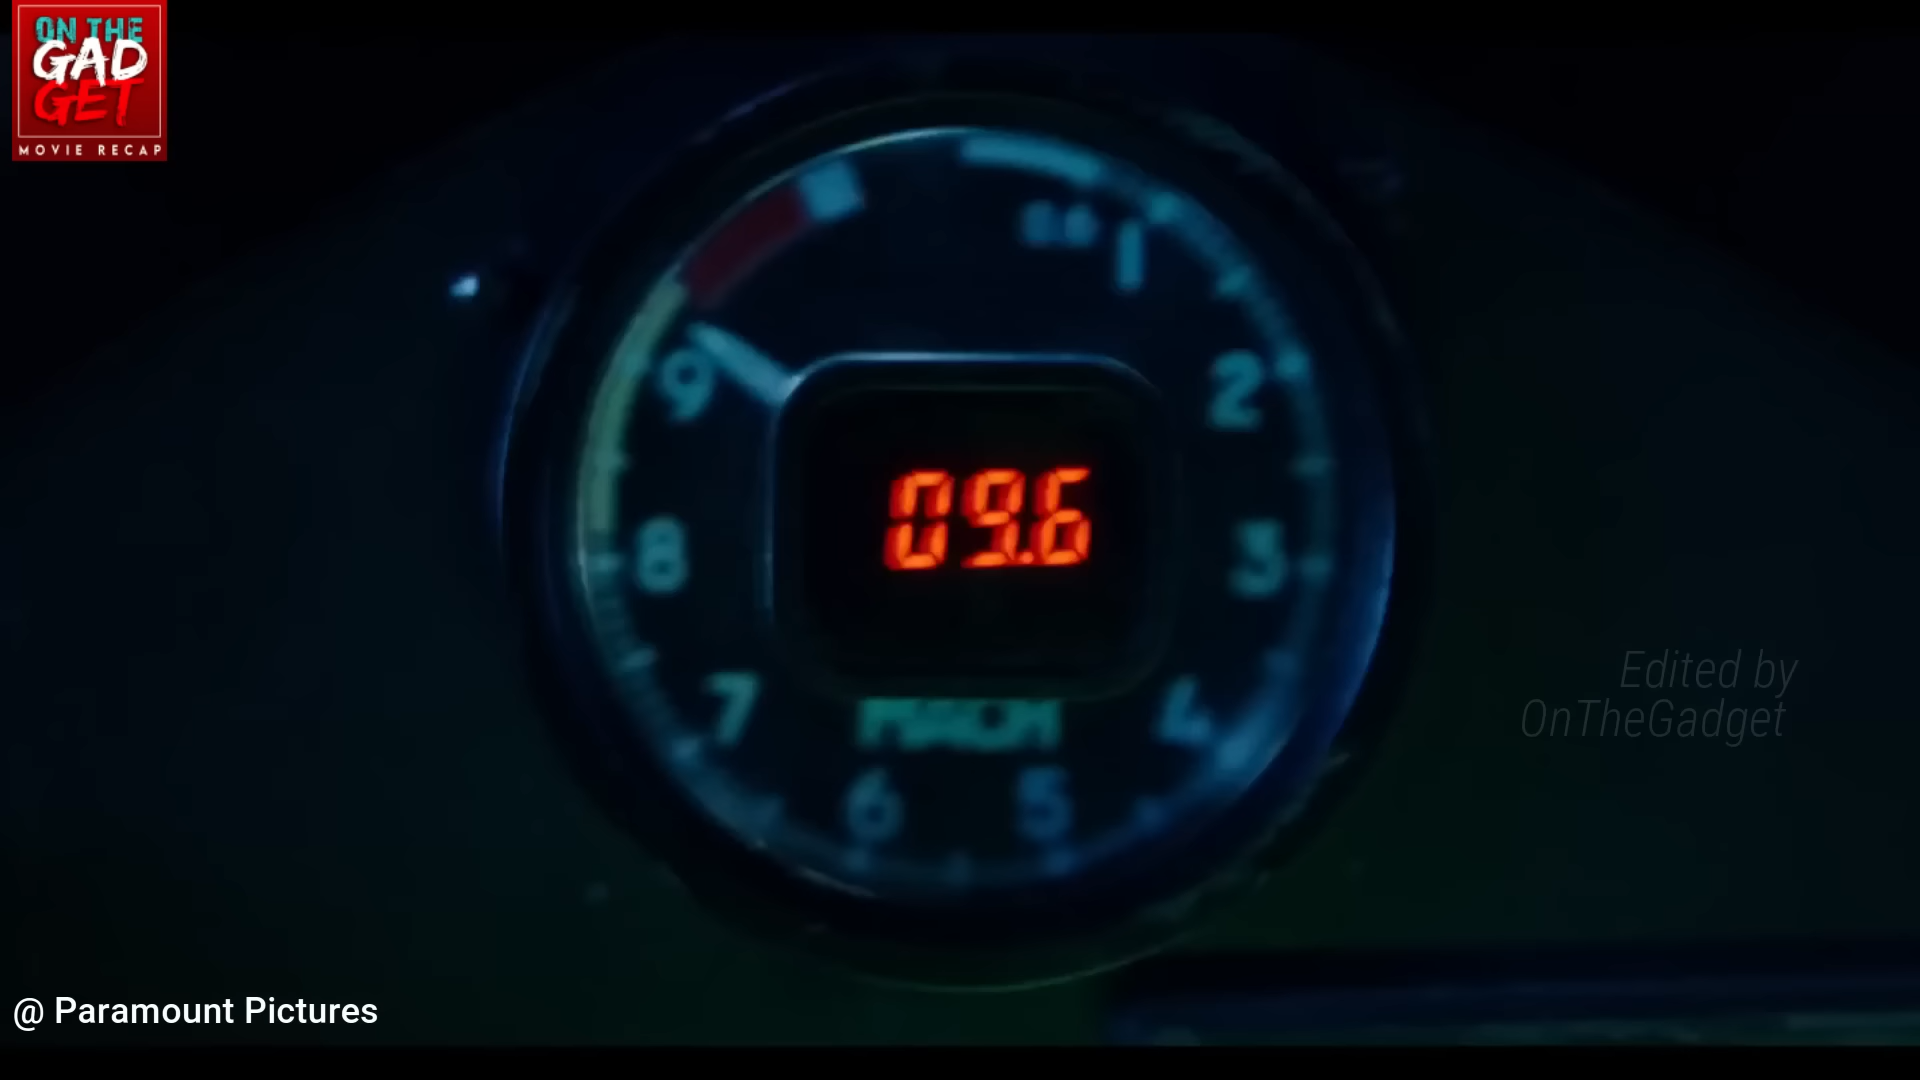 ON THE
GAD
GET
MOVIE RECAP
1
2
3
4
5
6
7
8
9
09.6
MACH
Edited by
OnTheGadget
@ Paramount Pictures